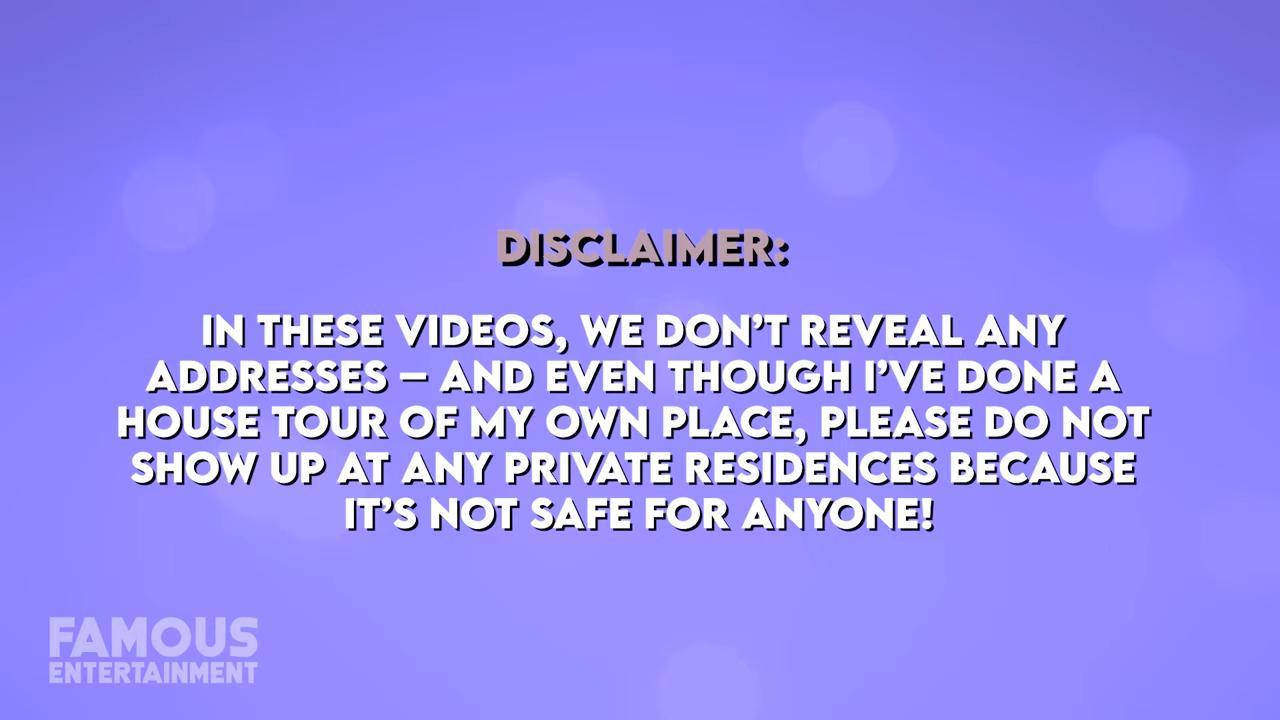 DISCLAIMER:
IN THESE VIDEOS, WE DON'T REVEAL ANY
ADDRESSES – AND EVEN THOUGH I'VE DONE A
HOUSE TOUR OF MY OWN PLACE, PLEASE DO NOT
SHOW UP AT ANY PRIVATE RESIDENCES BECAUSE
IT'S NOT SAFE FOR ANYONE!
FAMOUS
ENTERTAINMENT